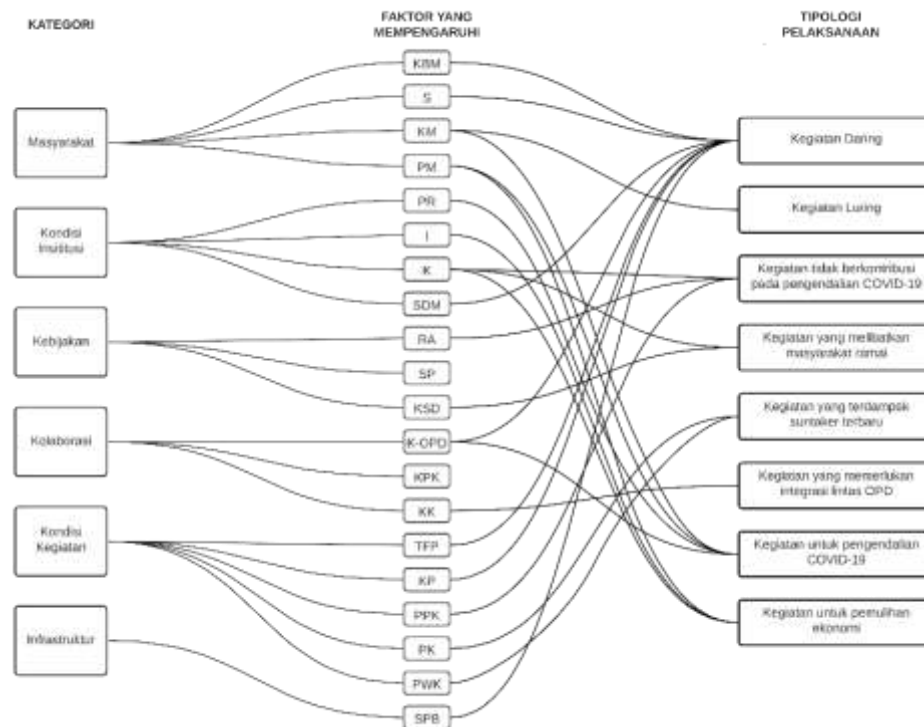 KATEGORI
FAKTOR YANG
MEMPENGARUHI
TIPOLOGI
PELAKSANAAN
Masyarakat
Kondisi
Institusi
Kebijakan
Kolaborasi
Kondisi
Kegiatan
Infrastruktur
KBM
S
KM
PM
PR
I
IK
SDM
RA
SP
KSD
K-OPD
KPK
KK
TFP
KP
PPK
PK
PWK
SPB
Kegiatan Daring
Kegiatan Luring
Kegiatan tidak berkontribusi
pada pengendalian COVID-19
Kegiatan yang melibatkan
masyarakat ramai
Kegiatan yang terdampak
suntaker terbaru
Kegiatan yang memerlukan
integrasi lintas OPD
Kegiatan untuk pengendalian
COVID-19
Kegiatan untuk pemulihan
ekonomi